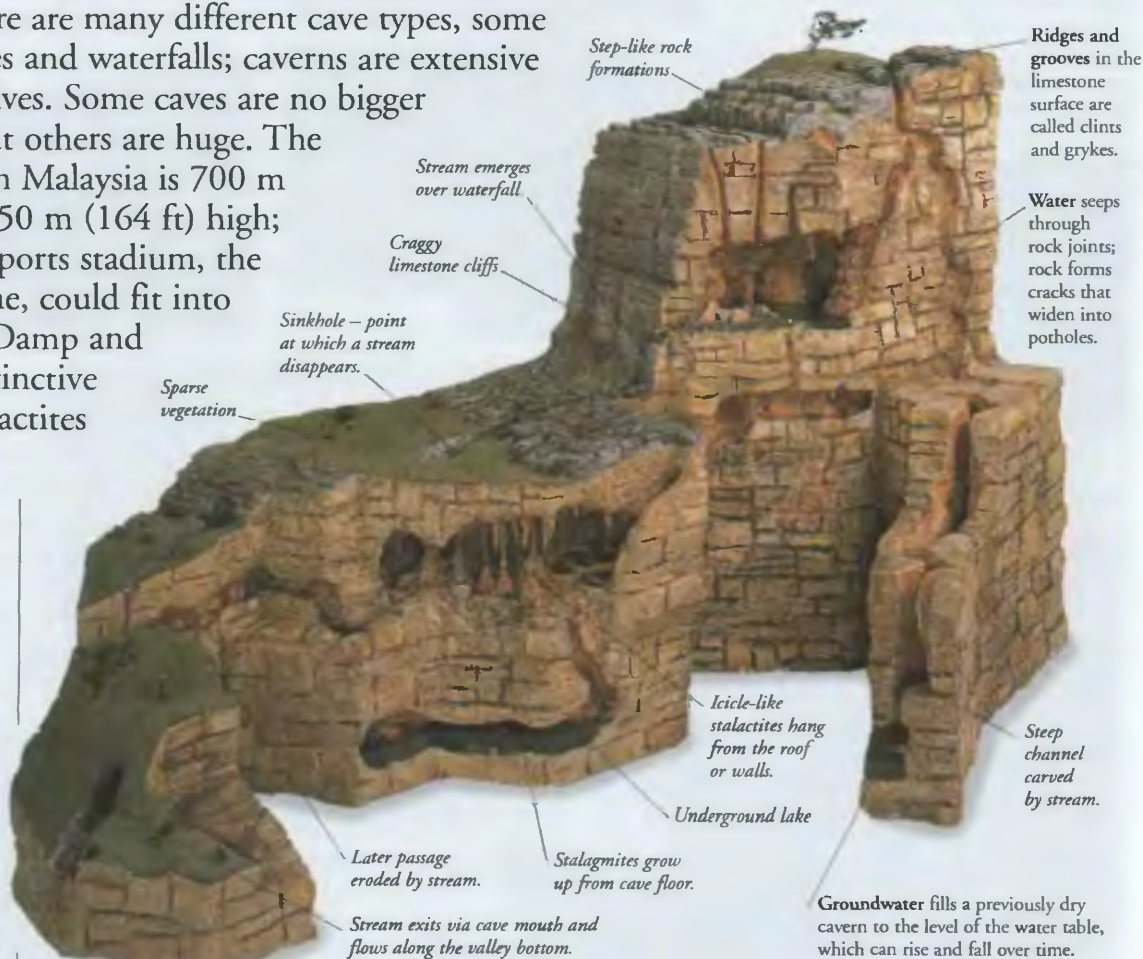 re are many different cave types, some
es and waterfalls; caverns are extensive
ves. Some caves are no bigger
t others are huge. The
n Malaysia is 700 m
50 m (164 ft) high;
ports stadium, the
ne, could fit into
Damp and
tinctive
actites
Step-like rock
formations
Ridges and
grooves in the
limestone
surface are
called clints
and grykes.
Stream emerges
over waterfall
Water seeps
through
rock joints;
rock forms
cracks that
widen into
potholes.
Craggy
limestone cliffs
Sinkhole – point
at which a stream
disappears.
Sparse
vegetation
Icicle-like
stalactites hang
from the roof
or walls.
Steep
channel
carved
by stream.
Underground lake
Later passage
eroded by stream.
Stalagmites grow
up from cave floor.
Stream exits via cave mouth and
flows along the valley bottom.
Groundwater fills a previously dry
cavern to the level of the water table,
which can rise and fall over time.